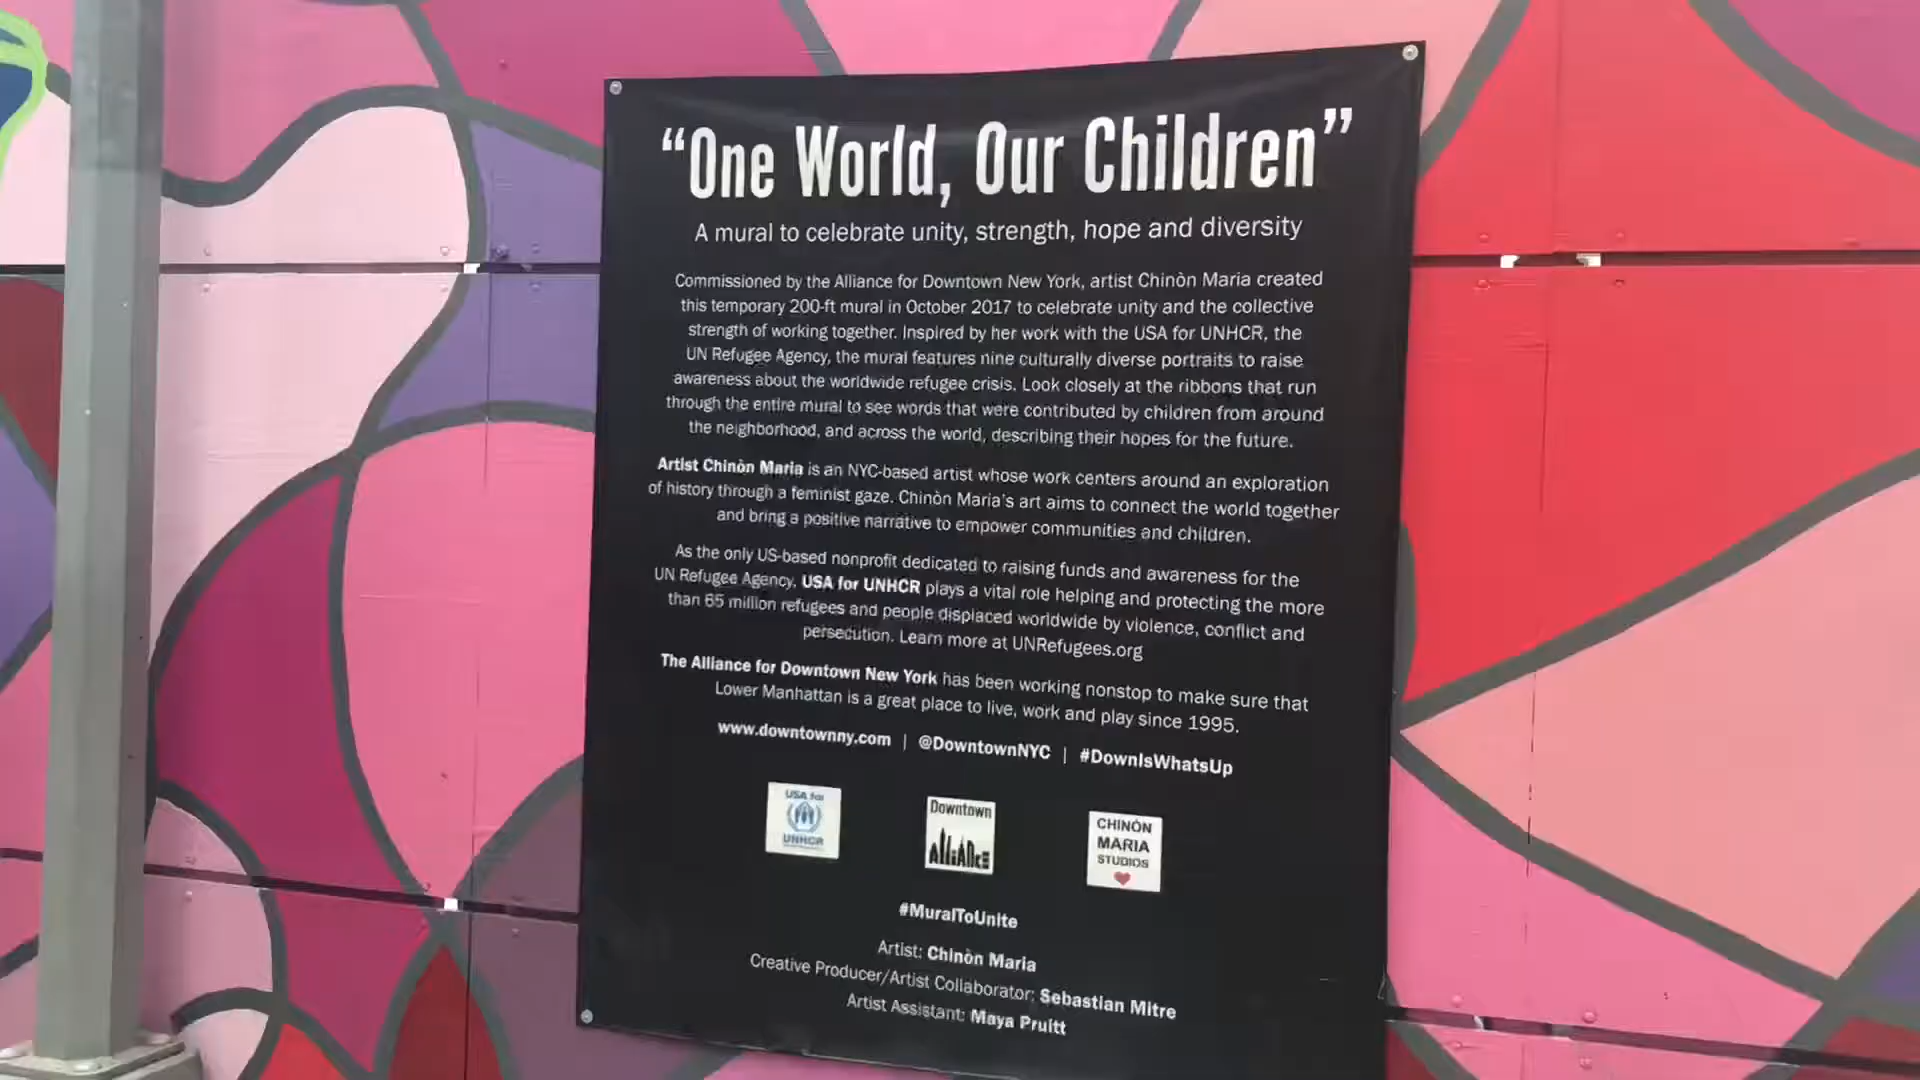 “One World, Our Children”
A mural to celebrate unity, strength, hope and diversity
Commissioned by the Alliance for Downtown New York, artist Chinòn Maria created
this temporary 200-ft mural in October 2017 to celebrate unity and the collective
strength of working together. Inspired by her work with the USA for UNHCR, the
UN Refugee Agency, the mural features nine culturally diverse portraits to raise
awareness about the worldwide refugee crisis. Look closely at the ribbons that run
through the entire mural to see words that were contributed by children from around
the neighborhood, and across the world, describing their hopes for the future.
Artist Chinòn Maria is an NYC-based artist whose work centers around an exploration
of history through a feminist gaze. Chinòn Maria's art aims to connect the world together
and bring a positive narrative to empower communities and children.
As the only US-based nonprofit dedicated to raising funds and awareness for the
UN Refugee Agency, USA for UNHCR plays a vital role helping and protecting the more
than 65 million refugees and people displaced worldwide by violence, conflict and
persecution. Learn more at UNRefugees.org
The Alliance for Downtown New York has been working nonstop to make sure that
Lower Manhattan is a great place to live, work and play since 1995.
www.downtownny.com | @DowntownNYC | #DownIsWhatsUp
USA for
UNHCR
Downtown
ALLiANcE
CHINÒN
MARIA
STUDIOS
#MuralToUnite
Artist: Chinòn Maria
Creative Producer/Artist Collaborator: Sebastian Mitre
Artist Assistant: Maya Pruitt